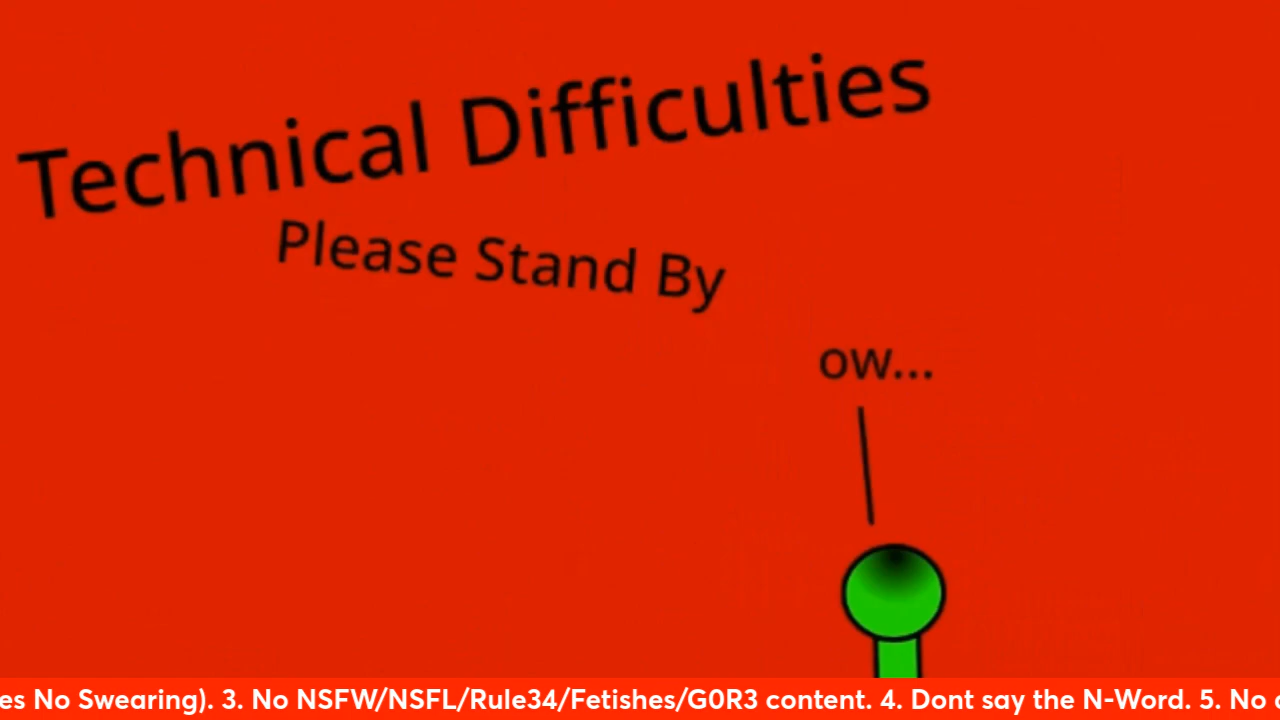 Technical Difficulties
Please Stand By
ow...
es No Swearing). 3. No NSFW/NSFL/Rule34/Fetishes/G0R3 content. 4. Dont say the N-Word. 5. No